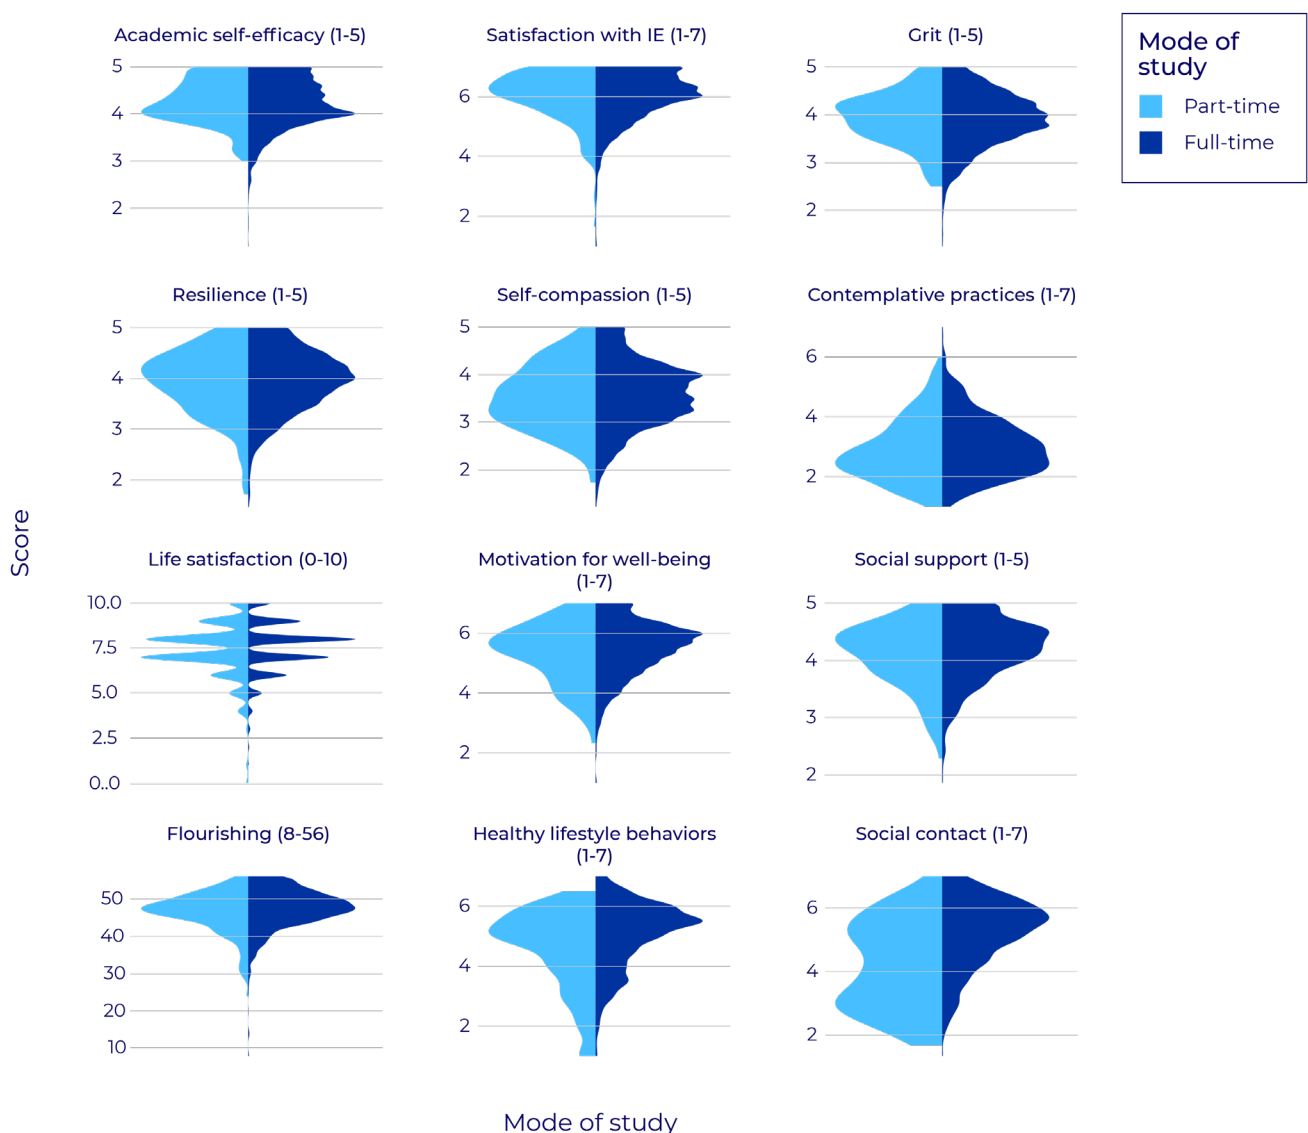 Academic self-efficacy (1-5)
5
4
3
2
Satisfaction with IE (1-7)
6
4
2
Grit (1-5)
5
4
3
2
Mode of
study
Part-time
Full-time
Resilience (1-5)
5
4
3
2
Self-compassion (1-5)
5
4
3
2
Contemplative practices (1-7)
6
4
2
Score
Life satisfaction (0-10)
10.0
7.5
5.0
2.5
0..0
Motivation for well-being
(1-7)
6
4
2
Social support (1-5)
5
4
3
2
Flourishing (8-56)
50
40
30
20
10
Healthy lifestyle behaviors
(1-7)
6
4
2
Social contact (1-7)
6
4
2
Mode of study